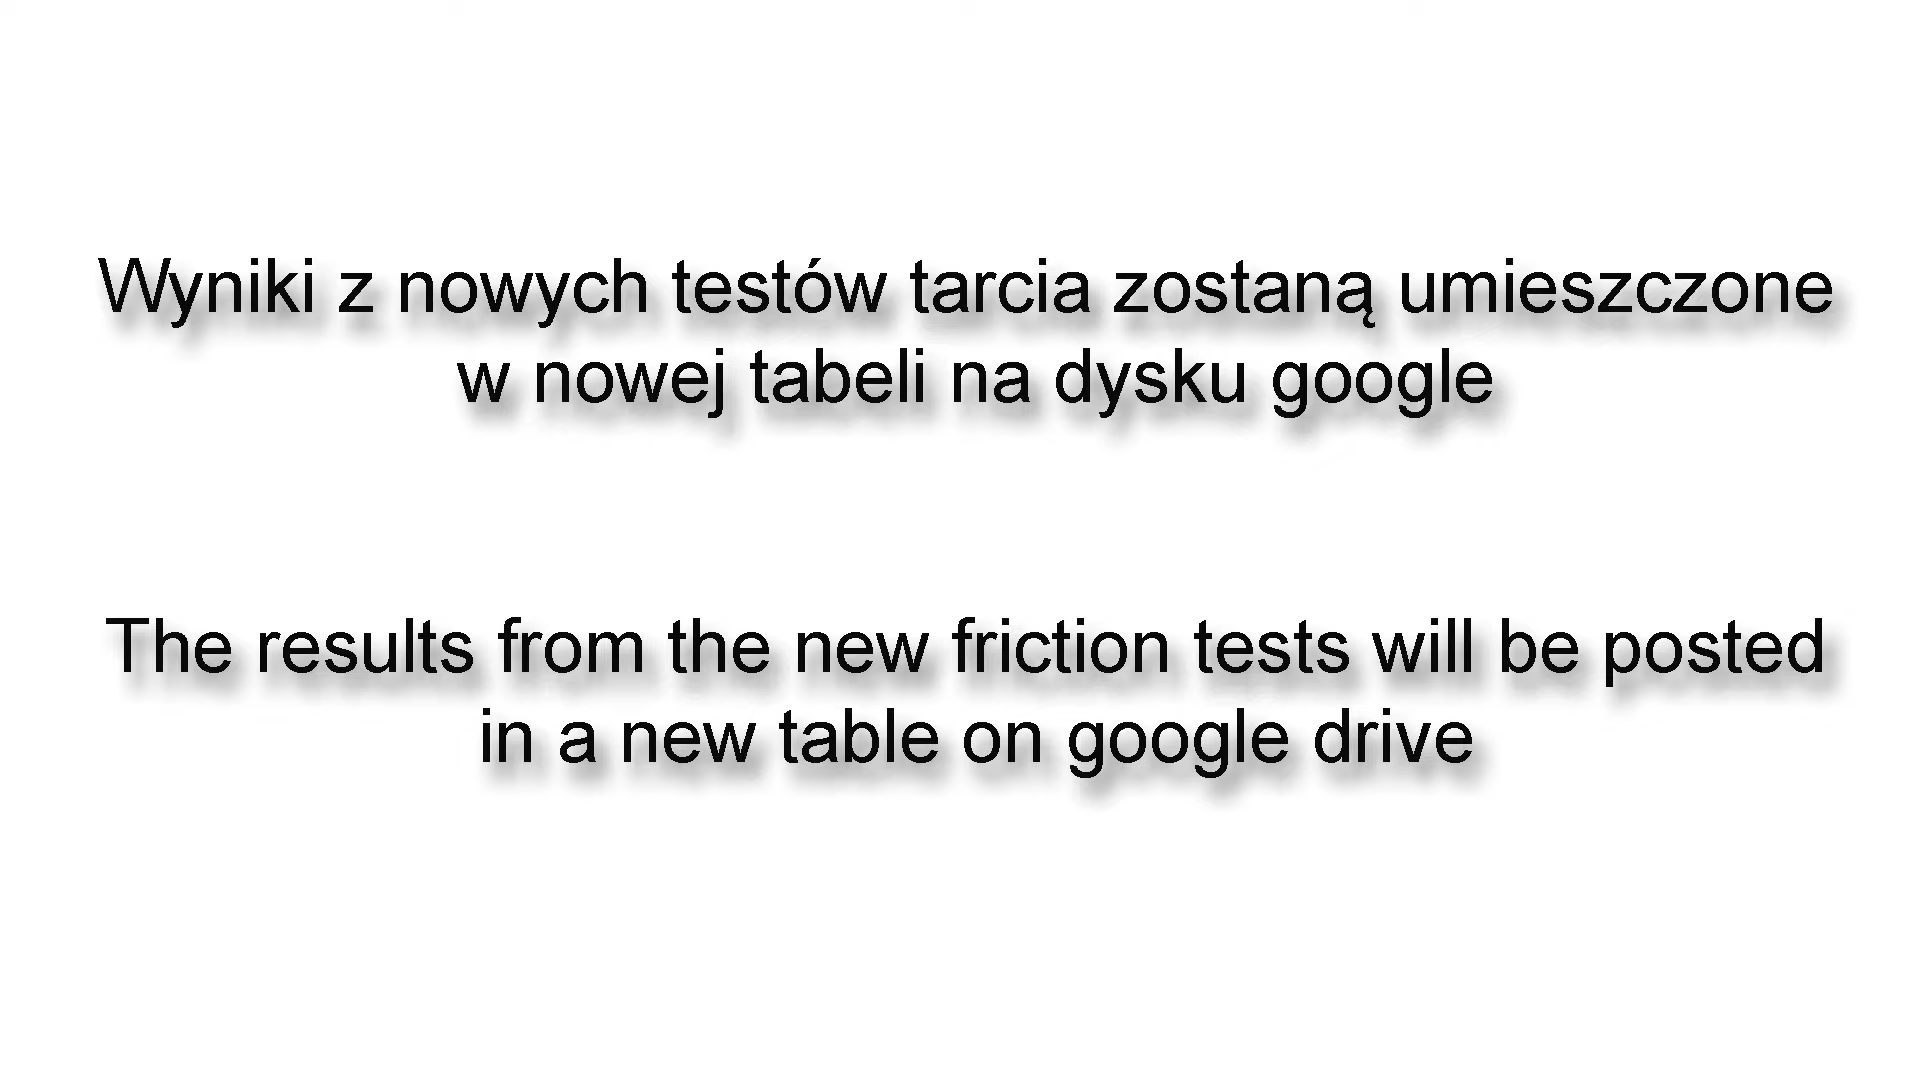 Wyniki z nowych testów tarcia zostaną umieszczone
w nowej tabeli na dysku google
The results from the new friction tests will be posted
in a new table on google drive